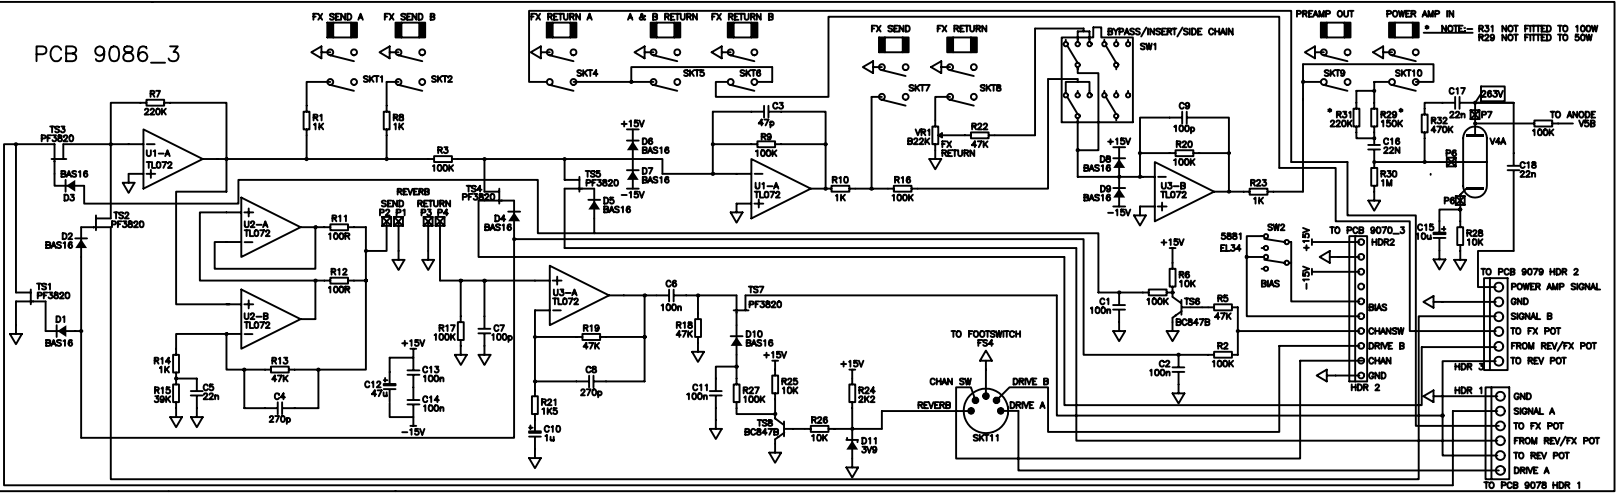 FX SEND A
FX SEND B
FX RETURN A
A & B RETURN
FX RETURN B
FX SEND
FX RETURN
PREAMP OUT
POWER AMP IN
* NOTE:- R31 NOT FITTED TO 100W
R29 NOT FITTED TO 50W
PCB 9086_3
BYPASS/INSERT/SIDE CHAIN
SW1
SKT1
SKT2
SKT4
SKT5
SKT6
SKT7
SKT8
SKT9
SKT10
R7
220K
TS3
PF3820
BAS16
D3
U1-A
TL072
R1
1K
R8
1K
R3
100K
+15V
D6
BAS16
D7
BAS16
-15V
C3
47p
R9
100K
U1-A
TL072
R10
1K
R16
100K
VR1
B22K
FX
RETURN
R22
47K
+15V
D8
BAS16
D9
BAS16
-15V
C9
100p
R20
100K
U3-B
TL072
R23
1K
* R31
220K
R29*
150K
C16
22N
R30
1M
R32
470K
C17
22n
263V
P7
V4A
P6
P6
100K
TO ANODE
V5B
C18
22n
C15
10u
R28
10K
TS2
PF3820
D2
BAS16
TS1
PF3820
D1
BAS16
U2-A
TL072
R11
100R
R12
100R
U2-B
TL072
REVERB
SEND
P2 P1
RETURN
P3 P4
TS4
PF3820
D4
BAS16
TS5
PF3820
D5
BAS16
R14
1K
R15
39K
C5
22n
R13
47K
C4
270p
C12
47u
+15V
C13
100n
C14
100n
-15V
R17
100K
C7
100p
U3-A
TL072
R19
47K
C8
270p
R21
1K5
C10
1u
C6
100n
R18
47K
TS7
PF3820
D10
BAS16
C11
100n
R27
100K
+15V
R25
10K
TS8
BC847B
R26
10K
+15V
R24
2K2
D11
3V9
TO FOOTSWITCH
FS4
CHAN SW
DRIVE B
REVERB
DRIVE A
SKT11
C1
100n
100K
+15V
R6
10K
TS6
BC847B
R5
47K
C2
100n
R2
100K
5881
EL34
SW2
BIAS
+15V
-15V
TO PCB 9070_3
HDR2
BIAS
CHANSW
DRIVE B
CHAN
GND
HDR 2
TO PCB 9079 HDR 2
POWER AMP SIGNAL
GND
SIGNAL B
TO FX POT
FROM REV/FX POT
TO REV POT
HDR 3
HDR 1
GND
SIGNAL A
TO FX POT
FROM REV/FX POT
TO REV POT
DRIVE A
TO PCB 9078 HDR 1